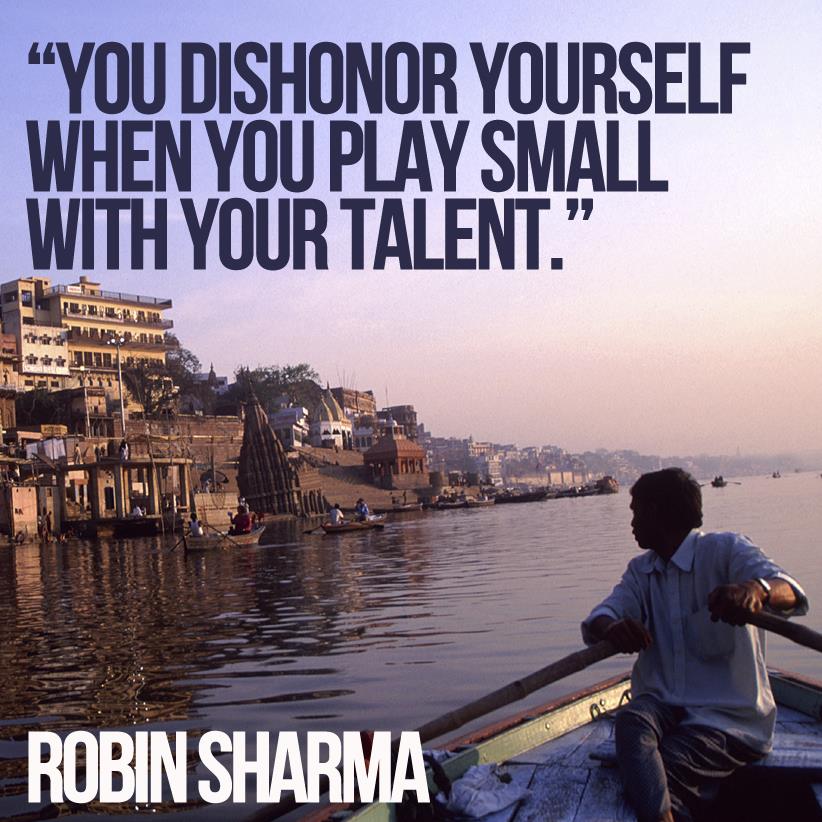 “YOU DISHONOR YOURSELF
WHEN YOU PLAY SMALL
WITH YOUR TALENT.”
ROBIN SHARMA